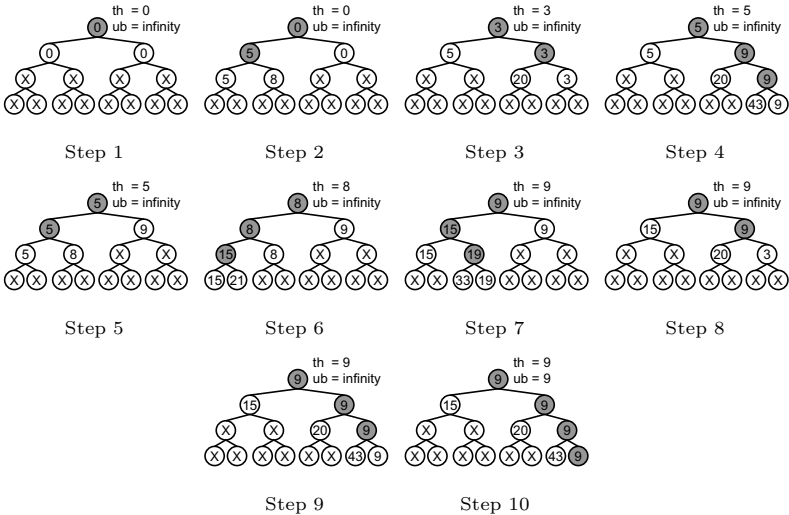 th = 0
0 ub = infinity
0 0
X X X X
X X X X X X X X
Step 1
th = 0
0 ub = infinity
5 0
5 8 X X
X X X X X X X X
Step 2
th = 3
3 ub = infinity
5 3
X X 20 3
X X X X X X X X
Step 3
th = 5
5 ub = infinity
5 9
X X 20 9
X X X X X X 43 9
Step 4
th = 5
5 ub = infinity
5 9
5 8 X X
X X X X X X X X
Step 5
th = 8
8 ub = infinity
8 9
15 8 X X
15 21 X X X X X X
Step 6
th = 9
9 ub = infinity
15 9
15 19 X X
X X 33 19 X X X X
Step 7
th = 9
9 ub = infinity
15 9
X X 20 3
X X X X X X X X
Step 8
th = 9
9 ub = infinity
15 9
X X 20 9
X X X X X X 43 9
Step 9
th = 9
9 ub = 9
15 9
X X 20 9
X X X X X X 43 9
Step 10